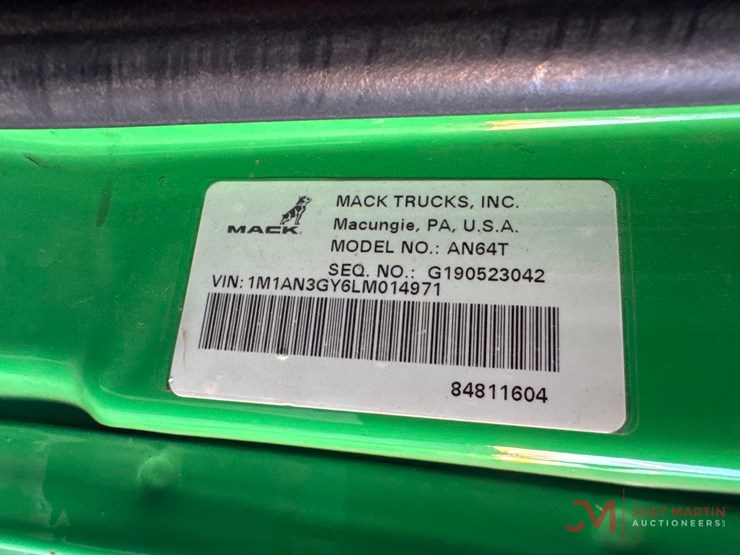 MACK TRUCKS, INC.
MACK
Macungie, PA, U.S.A.
MODEL NO.: AN64T
SEQ. NO.: G190523042
VIN: 1M1AN3GY6LM014971
84811604
JM JOEY MARTIN
AUCTIONEERS LLC